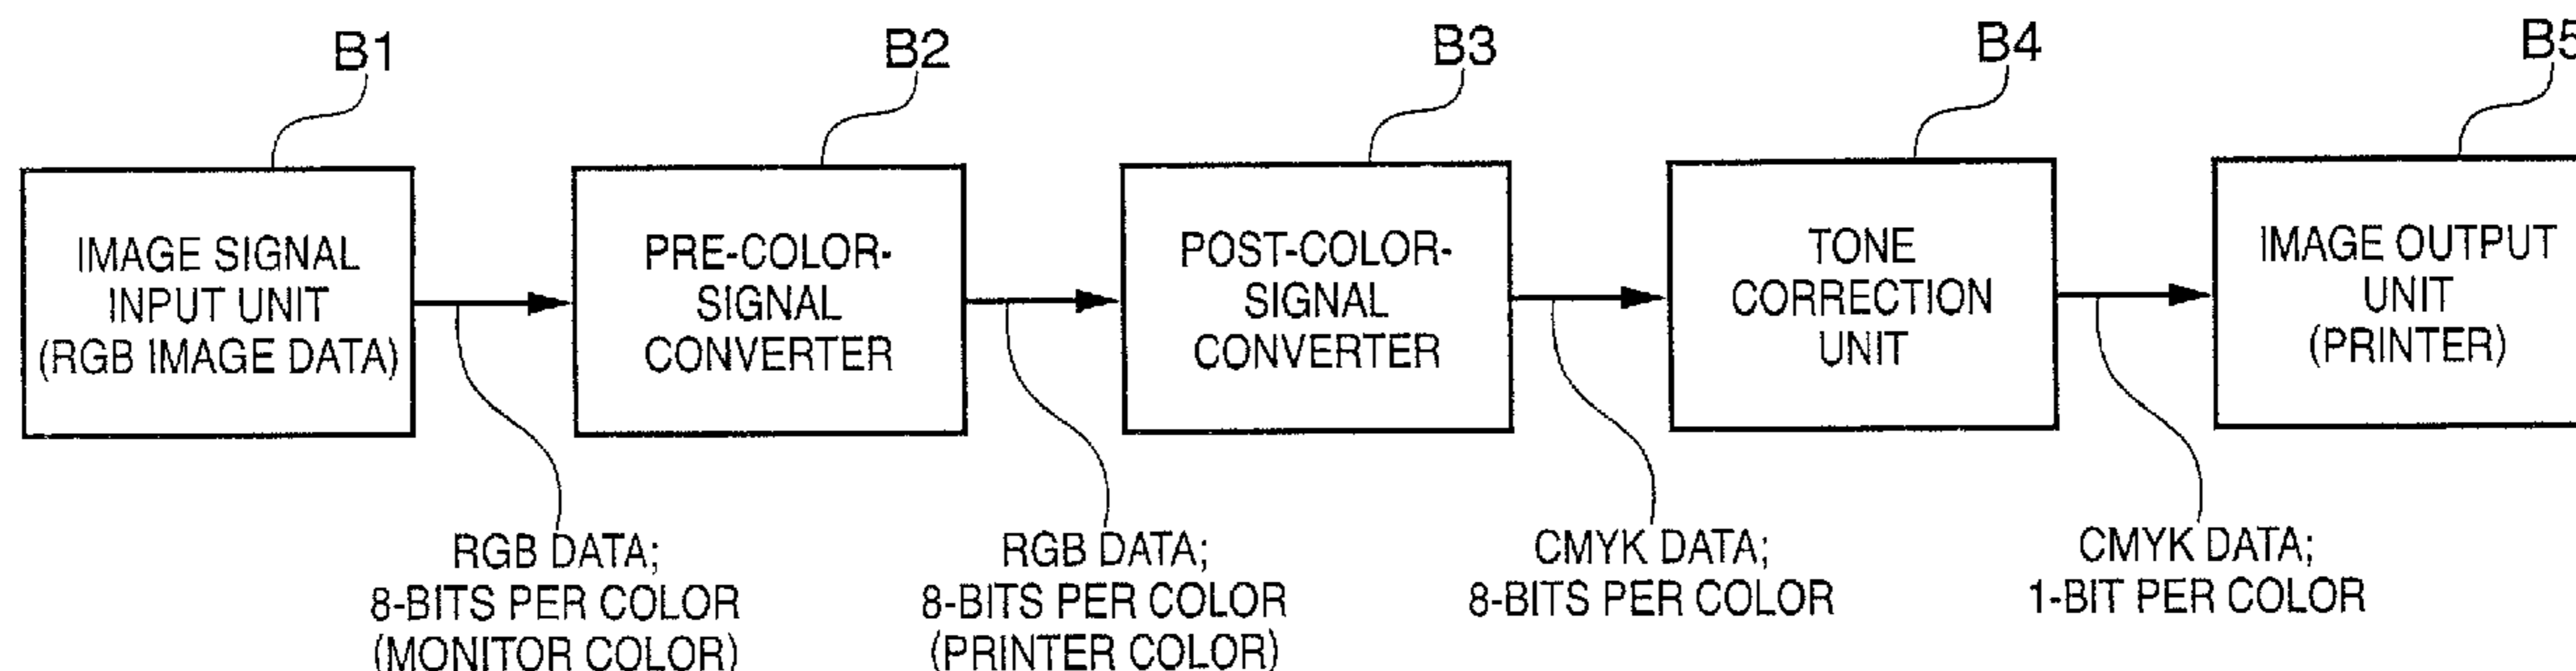 B1
B2
B3
B4
B5
IMAGE SIGNAL
INPUT UNIT
(RGB IMAGE DATA)
PRE-COLOR-
SIGNAL
CONVERTER
POST-COLOR-
SIGNAL
CONVERTER
TONE
CORRECTION
UNIT
IMAGE OUTPUT
UNIT
(PRINTER)
RGB DATA;
8-BITS PER COLOR
(MONITOR COLOR)
RGB DATA;
8-BITS PER COLOR
(PRINTER COLOR)
CMYK DATA;
8-BITS PER COLOR
CMYK DATA;
1-BIT PER COLOR